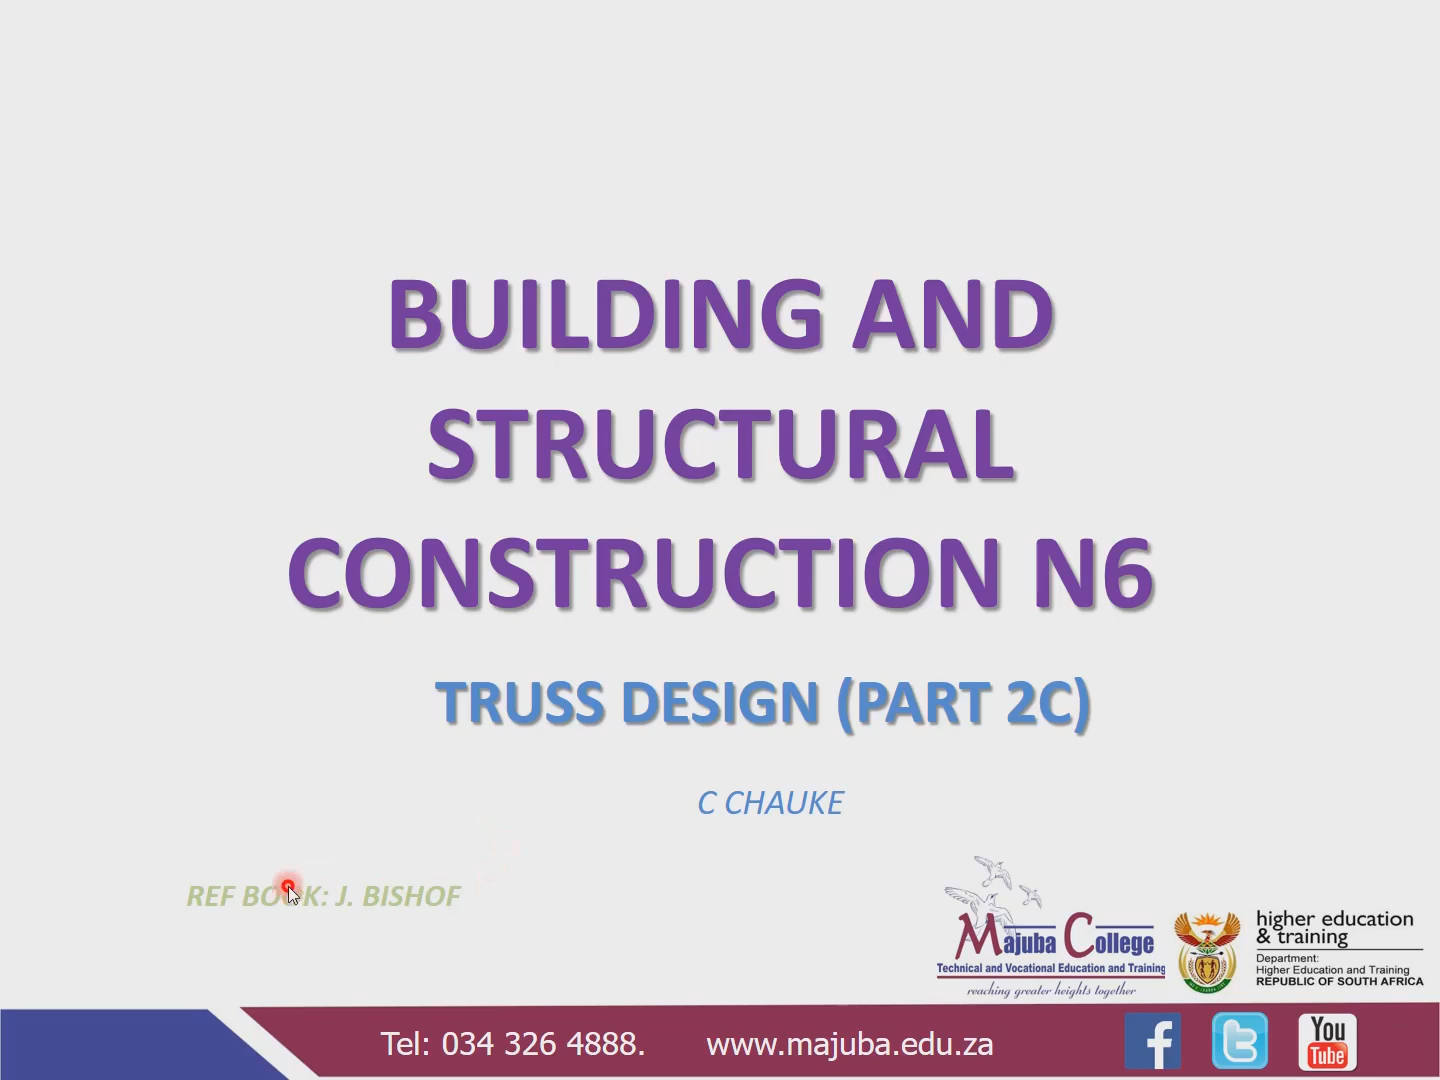 BUILDING AND
STRUCTURAL
CONSTRUCTION N6
TRUSS DESIGN (PART 2C)
C CHAUKE
REF BOOK: J. BISHOF
Majuba College
Technical and Vocational Education and Training
reaching greater heights together
higher education
& training
Department:
Higher Education and Training
REPUBLIC OF SOUTH AFRICA
Tel: 034 326 4888. www.majuba.edu.za
f
t
You
Tube